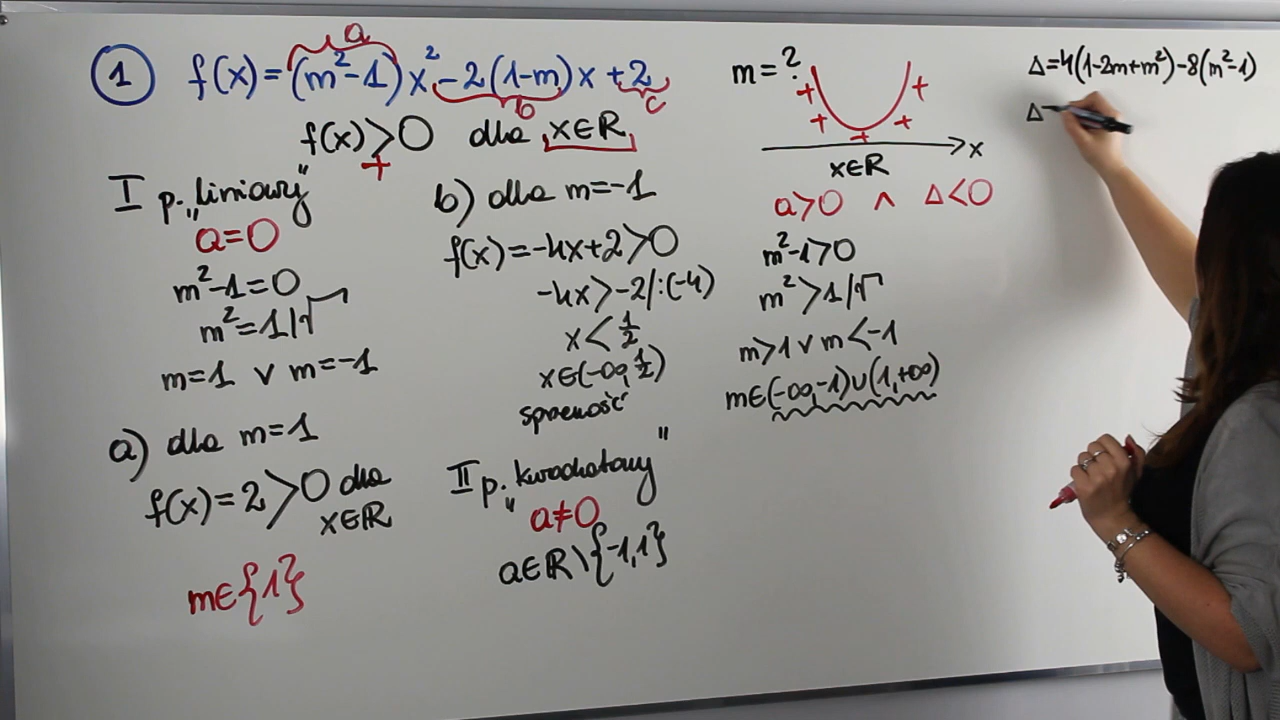 1 f(x)=(m²-1)x²-2(1-m)x+2
a
b
c
f(x)>0 dla x∈R
+
I p. „liniowy"
a=0
m²-1=0
m²=1/√
m=1 ∨ m=-1
a) dla m=1
f(x)=2>0 dla
x∈R
m∈{1}
b) dla m=-1
f(x)=-4x+2>0
-4x>-2/:(-4)
x<1/2
x∈(-∞,1/2)
sprzeność
II p. „kwadratowy"
a≠0
a∈R\{-1,1}
m=?
+ + + + +
x
x∈R
a>0 ∧ Δ<0
m²-1>0
m²>1/√
m>1 ∨ m<-1
m∈(-∞,-1)∪(1,+∞)
Δ=4(1-2m+m²)-8(m²-1)
Δ